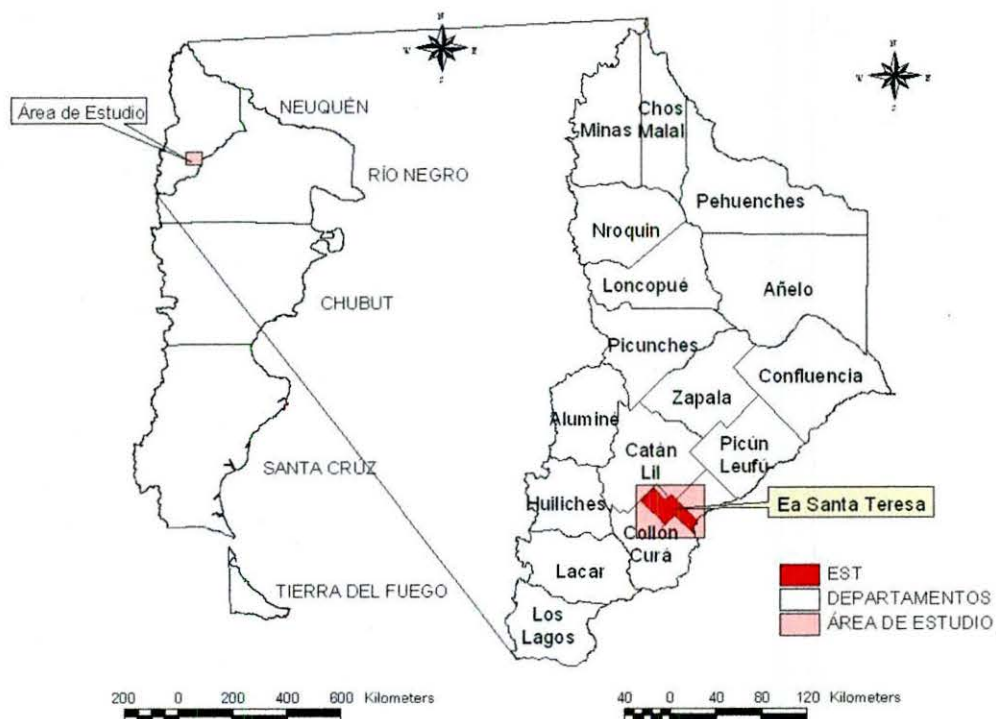 N
W
E
S
N
W
E
S
Área de Estudio
NEUQUÉN
RÍO NEGRO
CHUBUT
SANTA CRUZ
TIERRA DEL FUEGO
Minas
Chos
Malal
Pehuenches
Nroquin
Loncopué
Añelo
Picunches
Confluencia
Zapala
Aluminé
Catán
Lil
Picún
Leufú
Huiliches
Ea Santa Teresa
Collón
Curá
Lacar
Los
Lagos
EST
DEPARTAMENTOS
ÁREA DE ESTUDIO
200 0 200 400 600 Kilometers
40 0 40 80 120 Kilometers